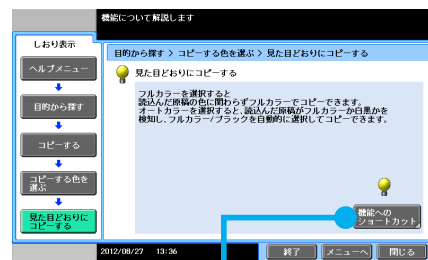 機能について解説します
しおり表示
目的から探す > コピーする色を選ぶ > 見た目どおりにコピーする
ヘルプメニュー
見た目どおりにコピーする
目的から探す
フルカラーを選択すると
読込んだ原稿の色に関わらずフルカラーでコピーできます。
オートカラーを選択すると、読込んだ原稿がフルカラーか白黒かを
検知し、フルカラー/ブラックを自動的に選択してコピーできます。
コピーする
コピーする色を
選ぶ
見た目どおりに
コピーする
機能への
ショートカット
2012/08/27 13:36
終了
メニューへ
閉じる